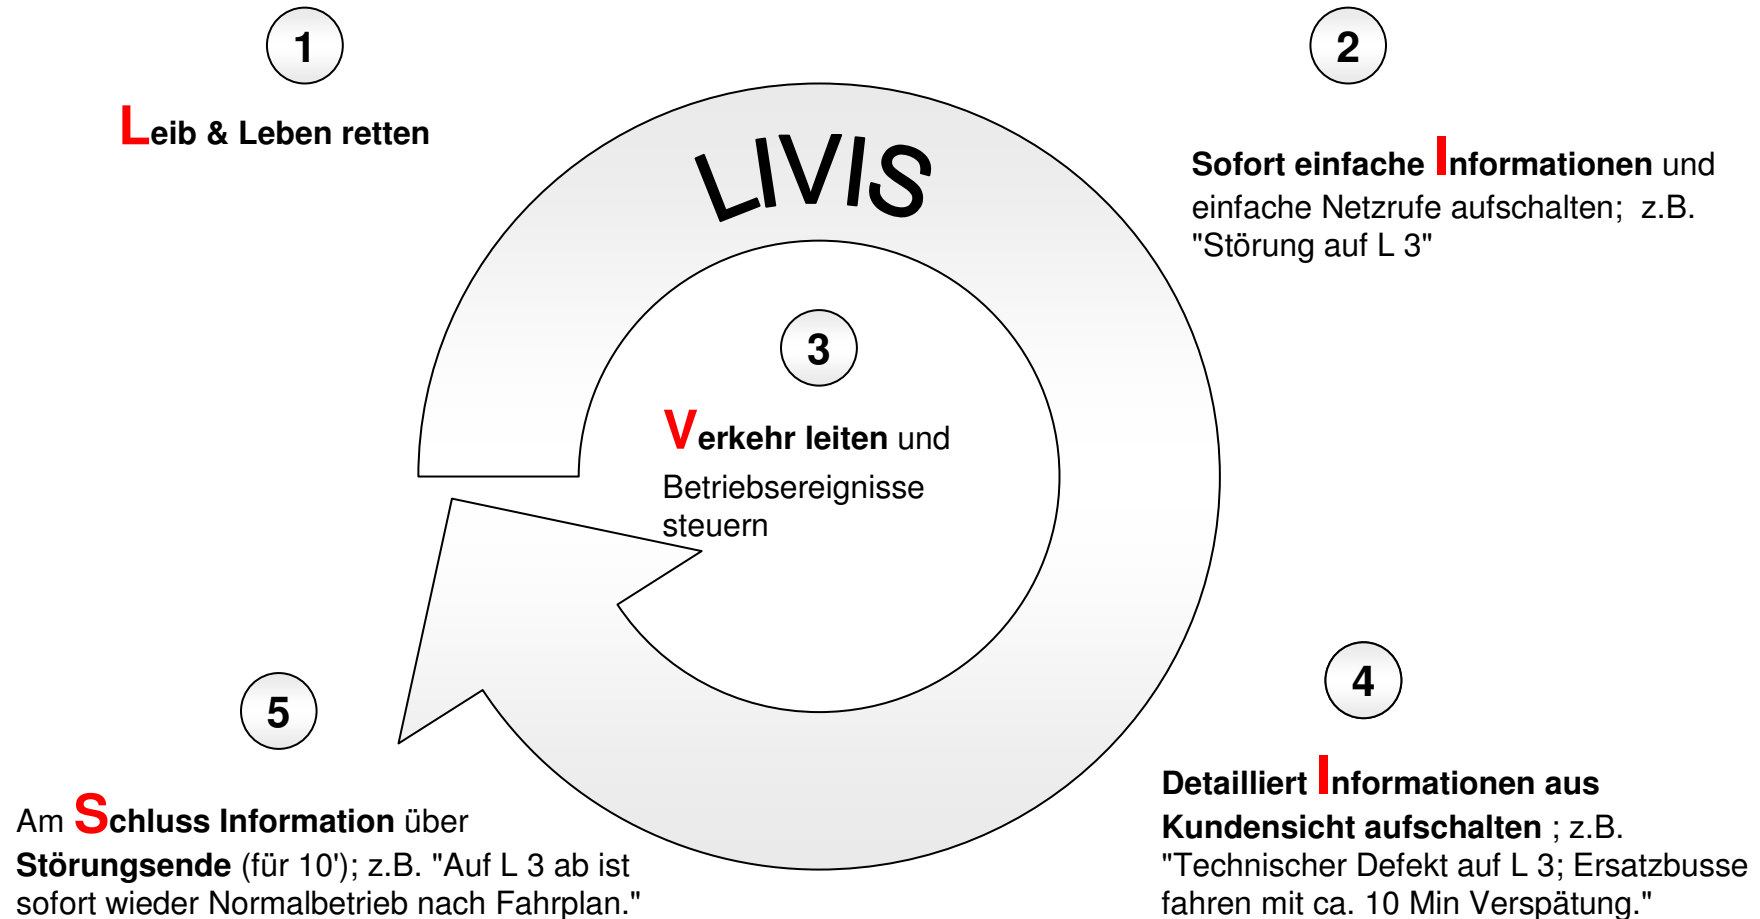 1
Leib & Leben retten
2
Sofort einfache Informationen und
einfache Netzrufe aufschalten; z.B.
"Störung auf L 3"
LIVIS
3
Verkehr leiten und
Betriebsereignisse
steuern
4
Detailliert Informationen aus
Kundensicht aufschalten ; z.B.
"Technischer Defekt auf L 3; Ersatzbusse
fahren mit ca. 10 Min Verspätung."
5
Am Schluss Information über
Störungsende (für 10'); z.B. "Auf L 3 ab ist
sofort wieder Normalbetrieb nach Fahrplan."